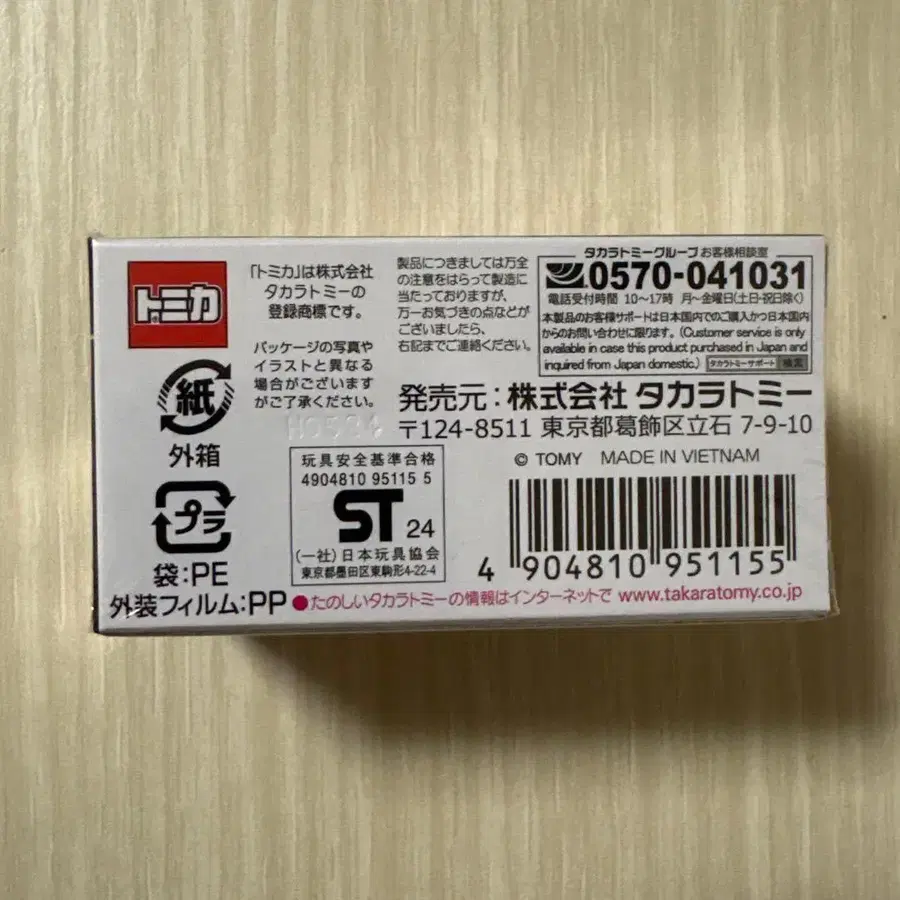 トミカ
「トミカ」は株式会社
タカラトミーの
登録商標です。
パッケージの写真や
イラストと異なる
場合がございます
がご了承ください。
製品につきましては万全
の注意をはらって製造に
当たっておりますが、
万一お気づきの点などが
ございましたら、
右記までご連絡ください。
タカラトミーグループ お客様相談室
0570-041031
電話受付時間 10〜17時 月〜金曜日(土日・祝日除く)
本製品のお客様サポートは日本国内でのご購入かつ日本国内
からのお問い合わせに限ります。(Customer service is only
available in case this product purchased in Japan and
inquired from Japan domestic.) タカラトミーサポート 検索
紙
外箱
プラ
袋:PE
外装フィルム:PP
発売元:株式会社 タカラトミー
〒124-8511 東京都葛飾区立石 7-9-10
© TOMY MADE IN VIETNAM
玩具安全基準合格
4904810 95115 5
ST 24
(一社)日本玩具協会
東京都墨田区東駒形4-22-4
4 904810 951155
●たのしいタカラトミーの情報はインターネットで www.takaratomy.co.jp